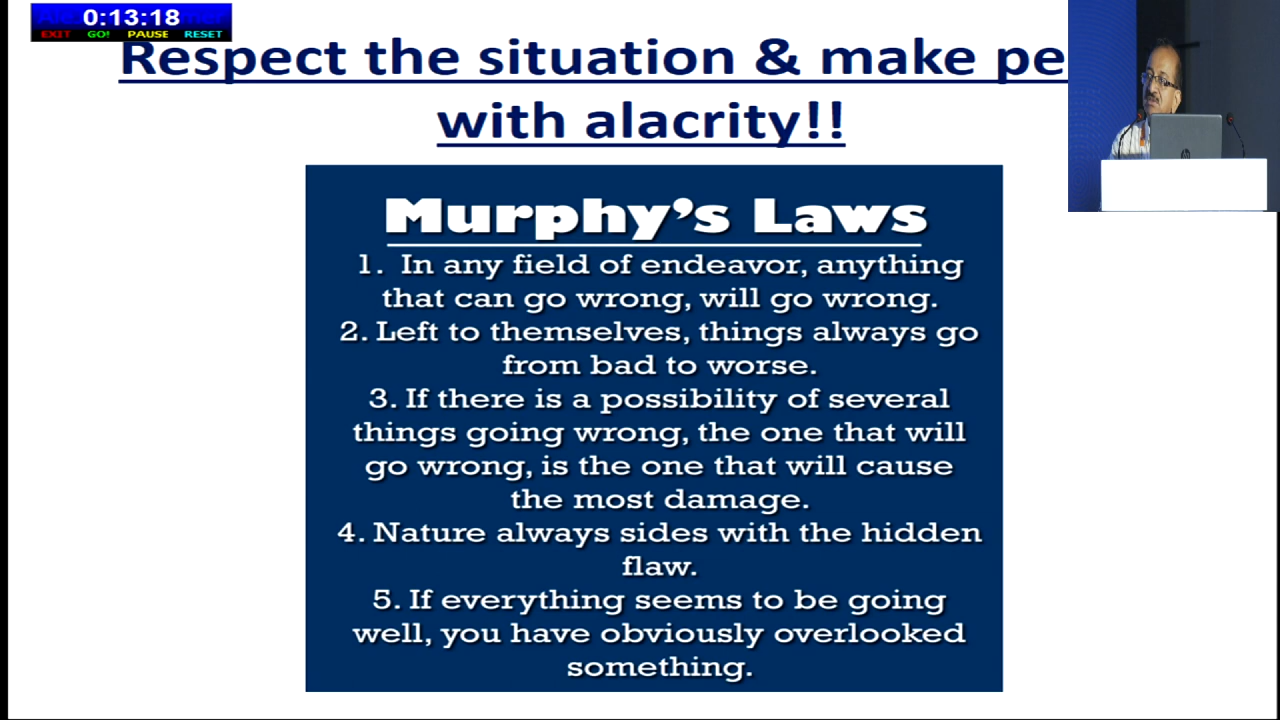 0:13:18
EXIT GO! PAUSE RESET
Respect the situation & make pe
with alacrity!!
Murphy's Laws
1. In any field of endeavor, anything
that can go wrong, will go wrong.
2. Left to themselves, things always go
from bad to worse.
3. If there is a possibility of several
things going wrong, the one that will
go wrong, is the one that will cause
the most damage.
4. Nature always sides with the hidden
flaw.
5. If everything seems to be going
well, you have obviously overlooked
something.